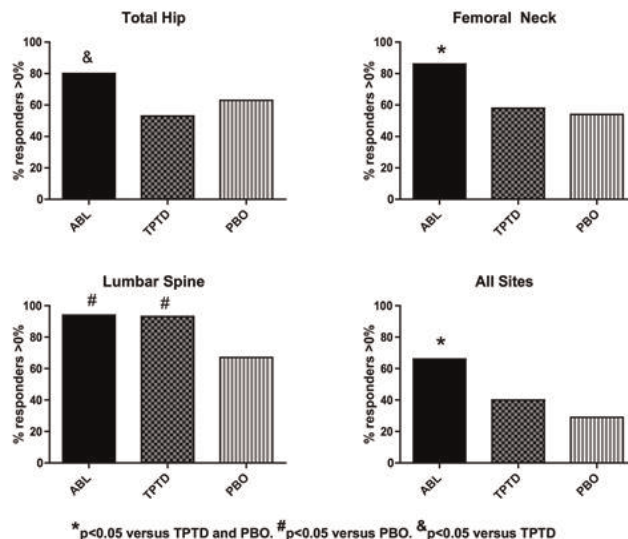 Total Hip
% responders >0%
100
80
60
40
20
0
&
ABL
TPTD
PBO
Femoral Neck
% responders >0%
100
80
60
40
20
0
*
ABL
TPTD
PBO
Lumbar Spine
% responders >0%
100
80
60
40
20
0
# #
ABL
TPTD
PBO
All Sites
% responders >0%
100
80
60
40
20
0
*
ABL
TPTD
PBO
*p<0.05 versus TPTD and PBO. #p<0.05 versus PBO. &p<0.05 versus TPTD